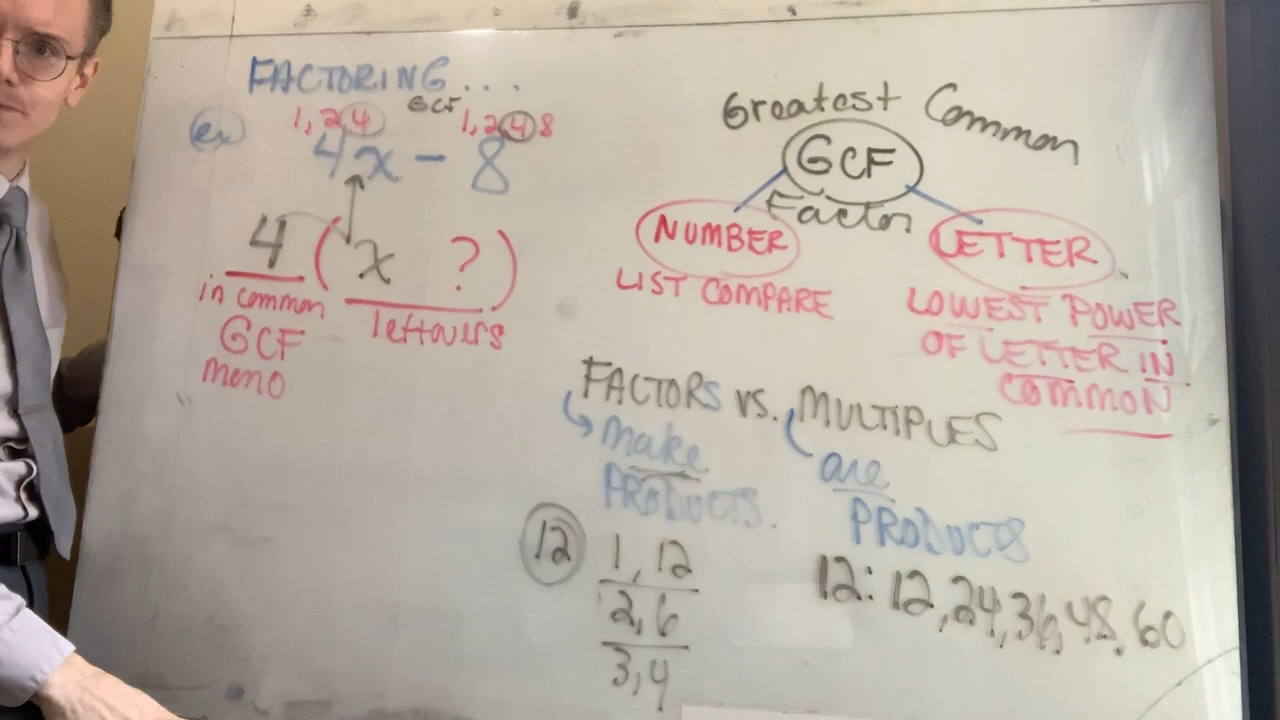 FACTORING...
ex
1, 2 4
GCF
1, 2 4 8
4x - 8
4 ( x ? )
in common
leftovers
GCF
mono
Greatest Common
GCF
Factor
NUMBER
LETTER
LIST COMPARE
LOWEST POWER
OF LETTER IN
COMMON
FACTORS vs. MULTIPLES
make
PRODUCTS.
are
PRODUCTS
12
1, 12
2, 6
3, 4
12: 12, 24, 36, 48, 60